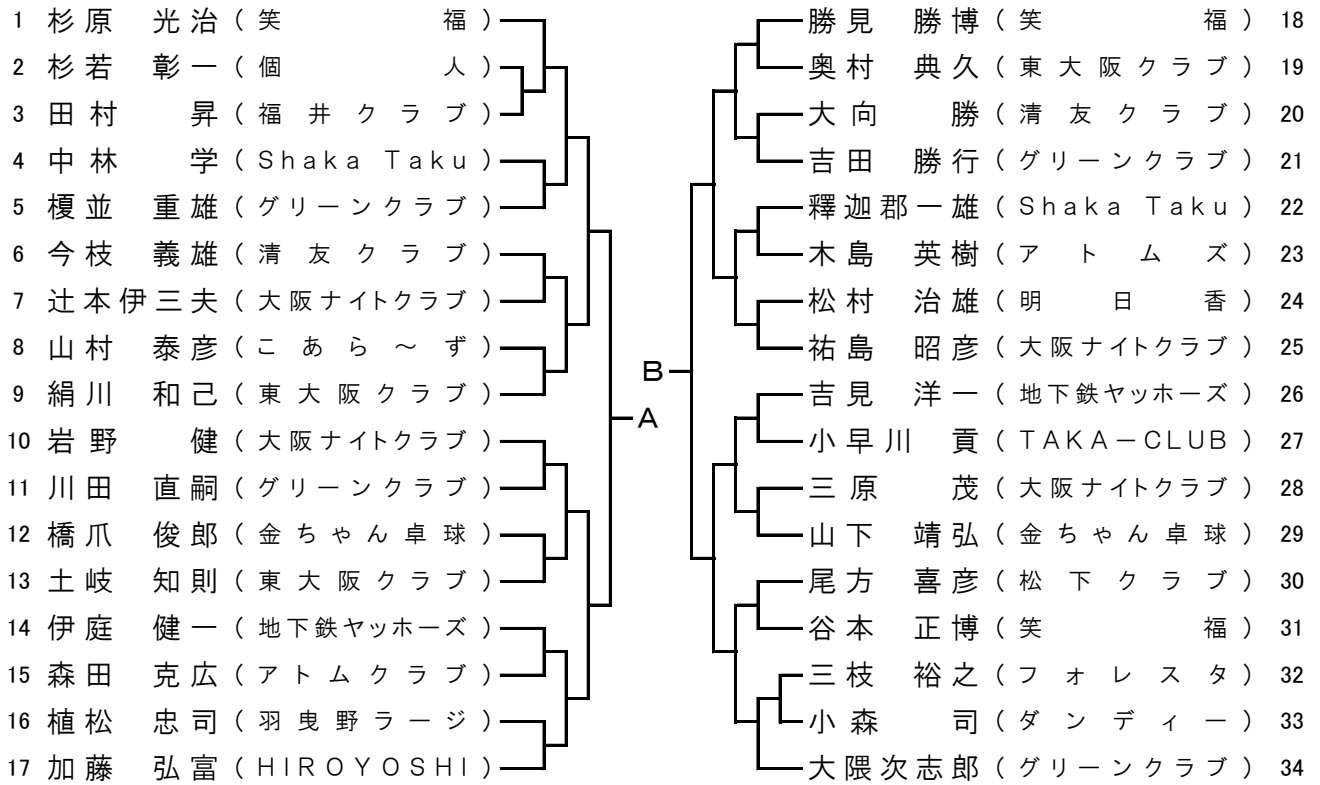 1 杉原 光治 (笑福)
2 杉若 彰一 (個人)
3 田村 昇 (福井クラブ)
4 中林 学 (Shaka Taku)
5 榎並 重雄 (グリーンクラブ)
6 今枝 義雄 (清友クラブ)
7 辻本伊三夫 (大阪ナイトクラブ)
8 山村 泰彦 (こあら～ず)
9 絹川 和己 (東大阪クラブ)
10 岩野 健 (大阪ナイトクラブ)
11 川田 直嗣 (グリーンクラブ)
12 橋爪 俊郎 (金ちゃん卓球)
13 土岐 知則 (東大阪クラブ)
14 伊庭 健一 (地下鉄ヤッホーズ)
15 森田 克広 (アトムクラブ)
16 植松 忠司 (羽曳野ラージ)
17 加藤 弘富 (HIROYOSHI)
A
B
勝見 勝博 (笑福) 18
奥村 典久 (東大阪クラブ) 19
大向 勝 (清友クラブ) 20
吉田 勝行 (グリーンクラブ) 21
釋迦郡一雄 (Shaka Taku) 22
木島 英樹 (アトムズ) 23
松村 治雄 (明日香) 24
祐島 昭彦 (大阪ナイトクラブ) 25
吉見 洋一 (地下鉄ヤッホーズ) 26
小早川 貢 (TAKA－CLUB) 27
三原 茂 (大阪ナイトクラブ) 28
山下 靖弘 (金ちゃん卓球) 29
尾方 喜彦 (松下クラブ) 30
谷本 正博 (笑福) 31
三枝 裕之 (フォレスタ) 32
小森 司 (ダンディー) 33
大隈次志郎 (グリーンクラブ) 34